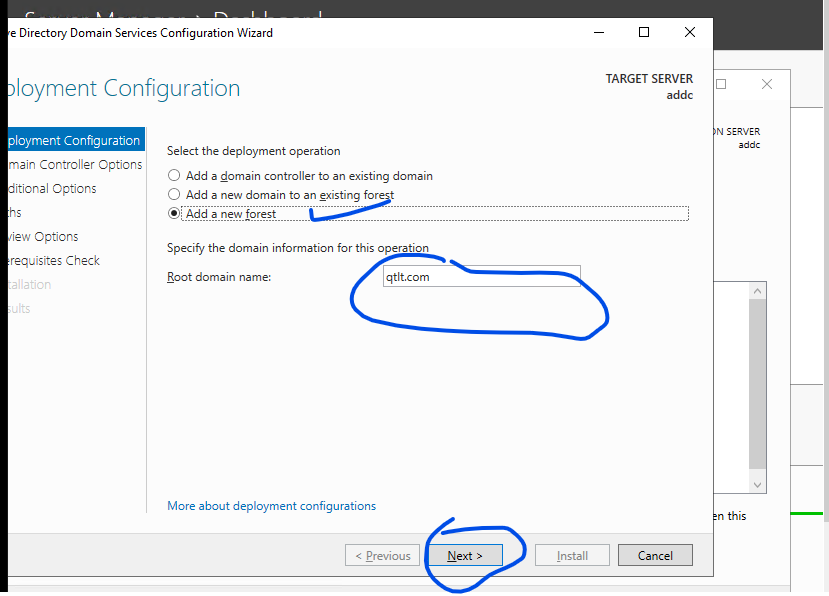 Server Manager › Dashboard
ve Directory Domain Services Configuration Wizard
ployment Configuration
TARGET SERVER
addc
ON SERVER
addc
ployment Configuration
main Controller Options
ditional Options
ths
view Options
erequisites Check
tallation
sults
Select the deployment operation
Add a domain controller to an existing domain
Add a new domain to an existing forest
Add a new forest
Specify the domain information for this operation
Root domain name: qtlt.com
More about deployment configurations
en this
< Previous Next > Install Cancel